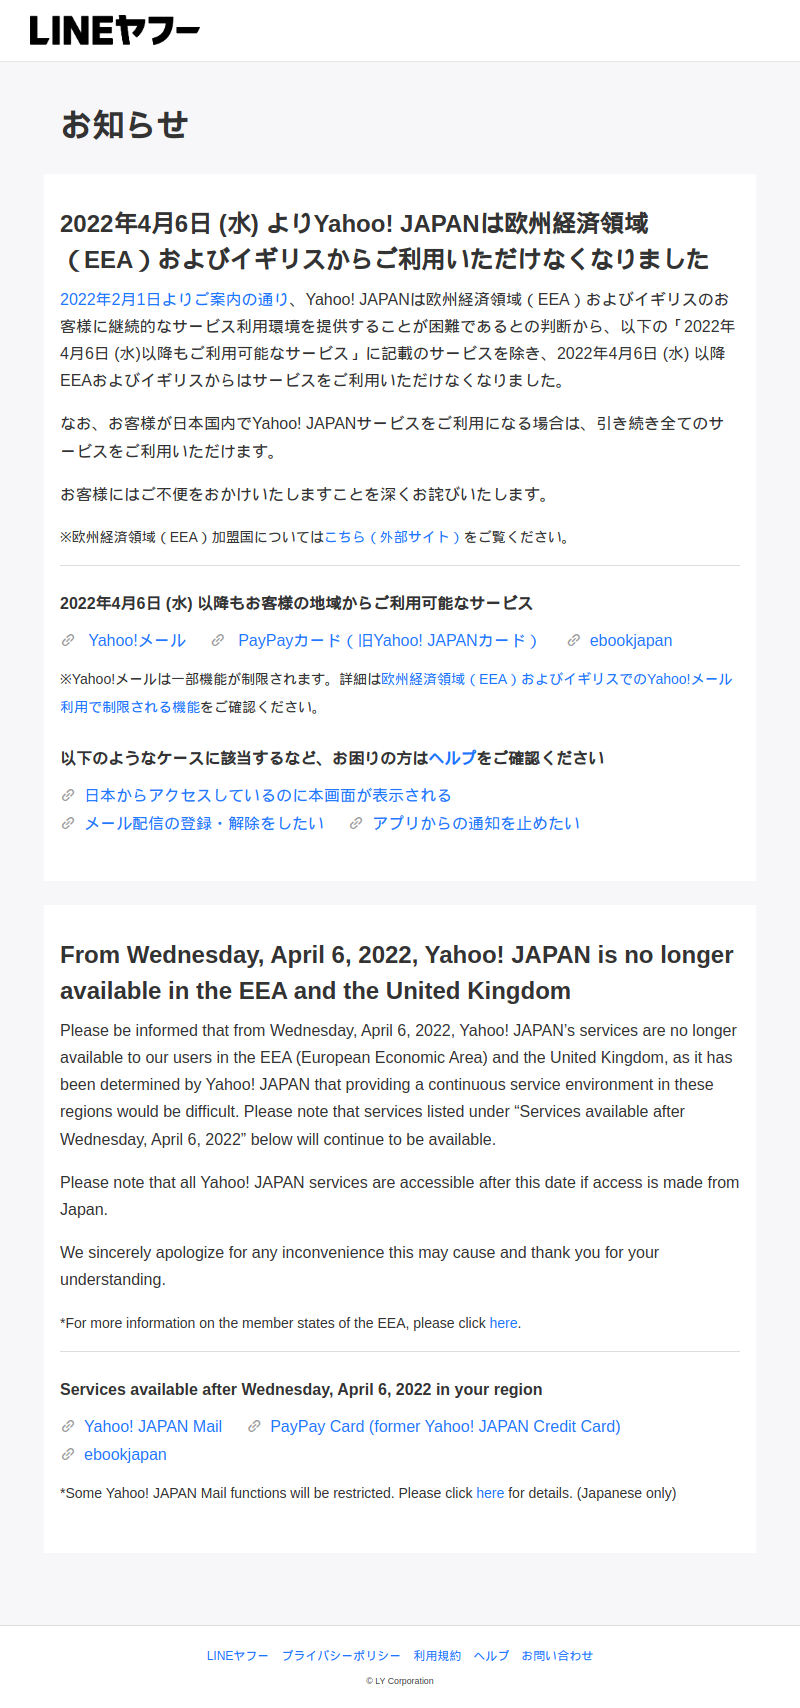 LINEヤフー
お知らせ
2022年4月6日 (水) よりYahoo! JAPANは欧州経済領域
（EEA）およびイギリスからご利用いただけなくなりました
2022年2月1日よりご案内の通り、Yahoo! JAPANは欧州経済領域（EEA）およびイギリスのお
客様に継続的なサービス利用環境を提供することが困難であるとの判断から、以下の「2022年
4月6日 (水)以降もご利用可能なサービス」に記載のサービスを除き、2022年4月6日 (水) 以降
EEAおよびイギリスからはサービスをご利用いただけなくなりました。
なお、お客様が日本国内でYahoo! JAPANサービスをご利用になる場合は、引き続き全てのサ
ービスをご利用いただけます。
お客様にはご不便をおかけいたしますことを深くお詫びいたします。
※欧州経済領域（EEA）加盟国についてはこちら（外部サイト）をご覧ください。
2022年4月6日 (水) 以降もお客様の地域からご利用可能なサービス
Yahoo!メール PayPayカード（旧Yahoo! JAPANカード） ebookjapan
※Yahoo!メールは一部機能が制限されます。詳細は欧州経済領域（EEA）およびイギリスでのYahoo!メール
利用で制限される機能をご確認ください。
以下のようなケースに該当するなど、お困りの方はヘルプをご確認ください
日本からアクセスしているのに本画面が表示される
メール配信の登録・解除をしたい アプリからの通知を止めたい
From Wednesday, April 6, 2022, Yahoo! JAPAN is no longer
available in the EEA and the United Kingdom
Please be informed that from Wednesday, April 6, 2022, Yahoo! JAPAN’s services are no longer
available to our users in the EEA (European Economic Area) and the United Kingdom, as it has
been determined by Yahoo! JAPAN that providing a continuous service environment in these
regions would be difficult. Please note that services listed under “Services available after
Wednesday, April 6, 2022” below will continue to be available.
Please note that all Yahoo! JAPAN services are accessible after this date if access is made from
Japan.
We sincerely apologize for any inconvenience this may cause and thank you for your
understanding.
*For more information on the member states of the EEA, please click here.
Services available after Wednesday, April 6, 2022 in your region
Yahoo! JAPAN Mail PayPay Card (former Yahoo! JAPAN Credit Card)
ebookjapan
*Some Yahoo! JAPAN Mail functions will be restricted. Please click here for details. (Japanese only)
LINEヤフー プライバシーポリシー 利用規約 ヘルプ お問い合わせ
© LY Corporation